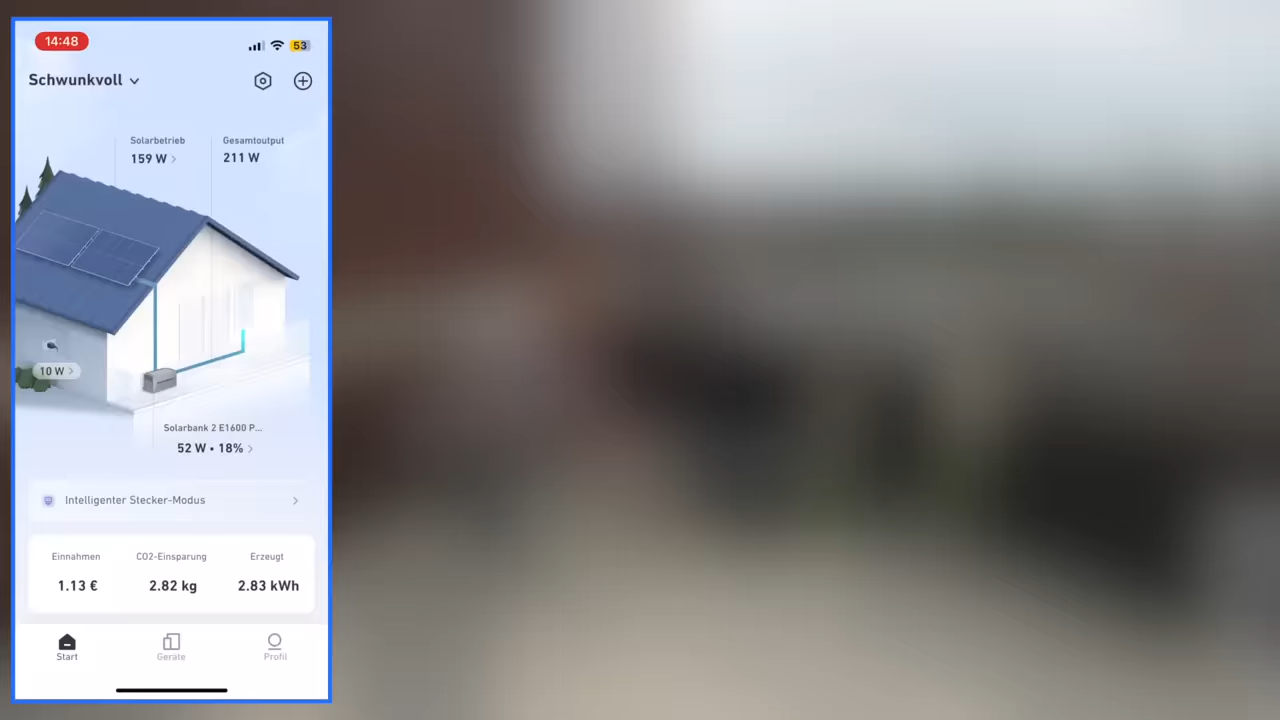 14:48
53
Schwunkvoll
Solarbetrieb
Gesamtoutput
159 W
211 W
10 W
Solarbank 2 E1600 P...
52 W • 18%
Intelligenter Stecker-Modus
Einnahmen
CO2-Einsparung
Erzeugt
1.13 €
2.82 kg
2.83 kWh
Start
Geräte
Profil